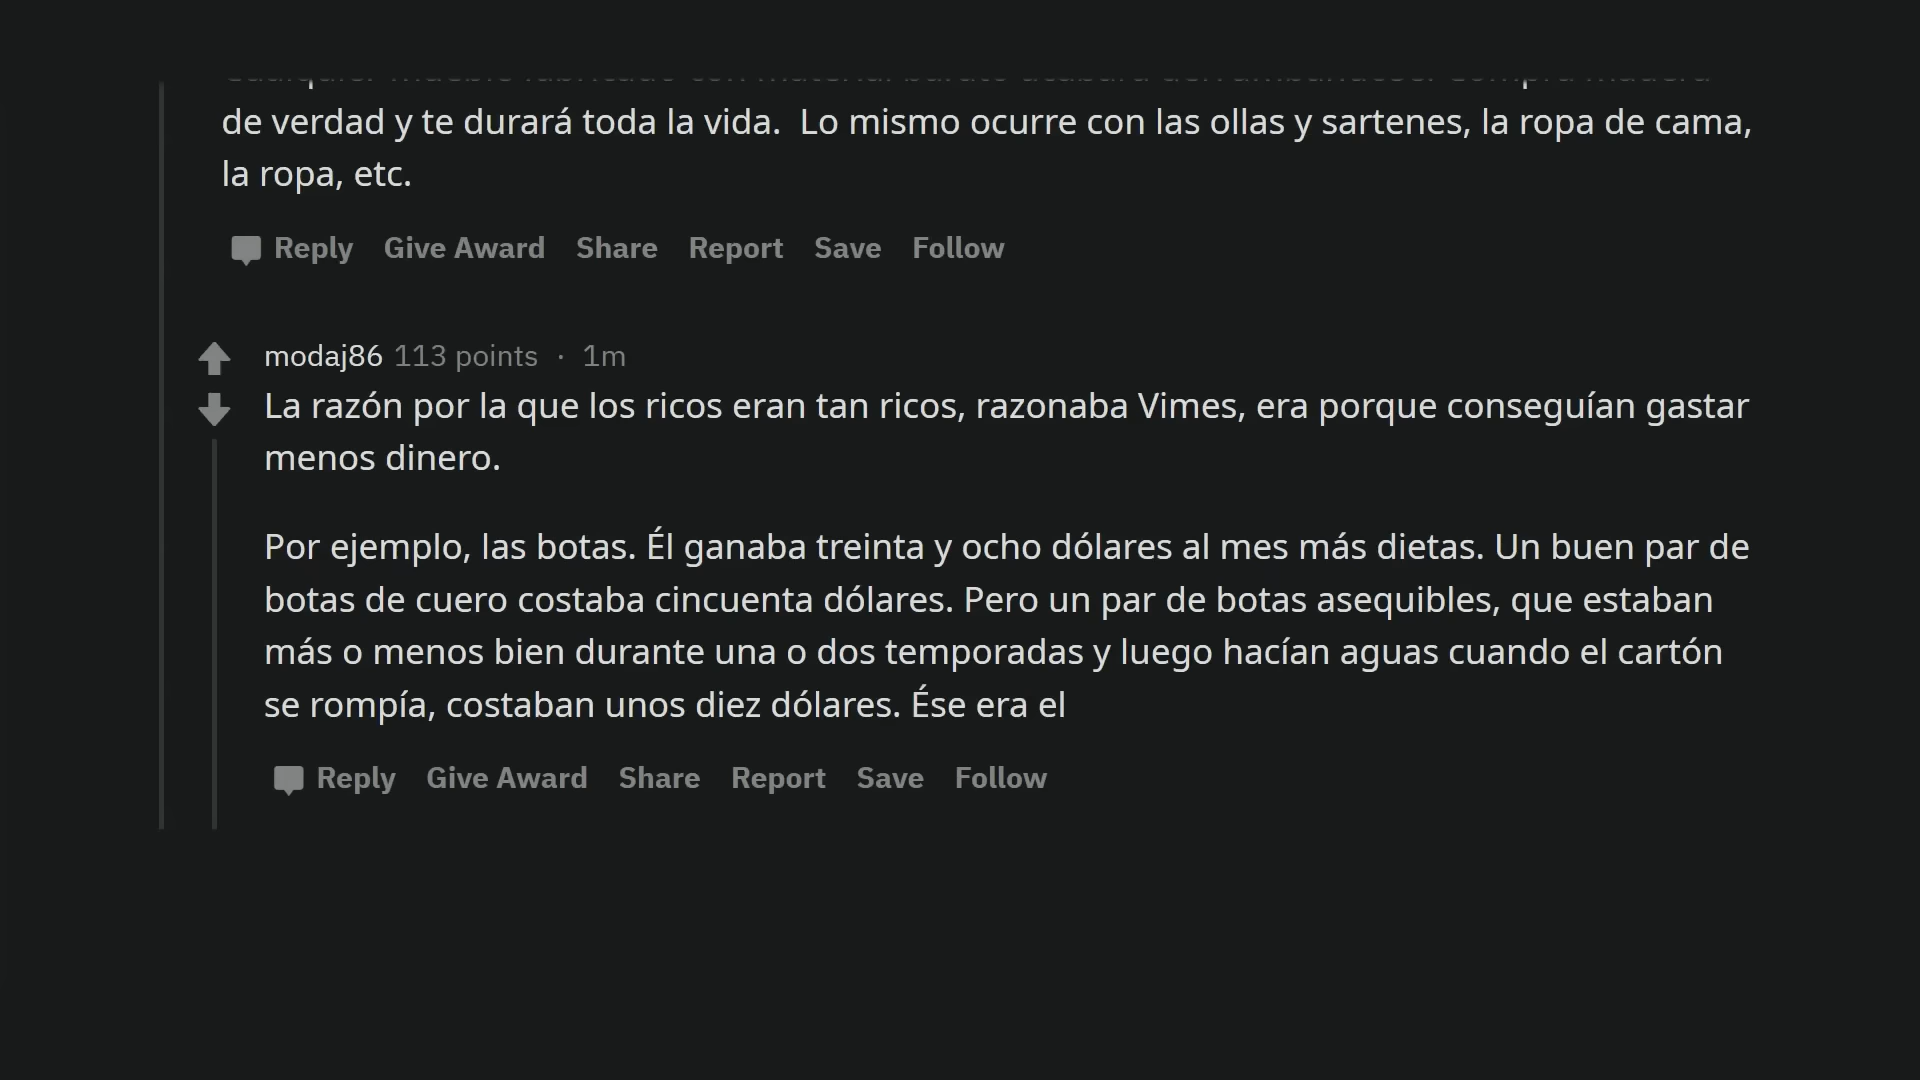 de verdad y te durará toda la vida.  Lo mismo ocurre con las ollas y sartenes, la ropa de cama,
la ropa, etc.
Reply Give Award Share Report Save Follow
modaj86 113 points · 1m
La razón por la que los ricos eran tan ricos, razonaba Vimes, era porque conseguían gastar
menos dinero.
Por ejemplo, las botas. Él ganaba treinta y ocho dólares al mes más dietas. Un buen par de
botas de cuero costaba cincuenta dólares. Pero un par de botas asequibles, que estaban
más o menos bien durante una o dos temporadas y luego hacían aguas cuando el cartón
se rompía, costaban unos diez dólares. Ése era el
Reply Give Award Share Report Save Follow